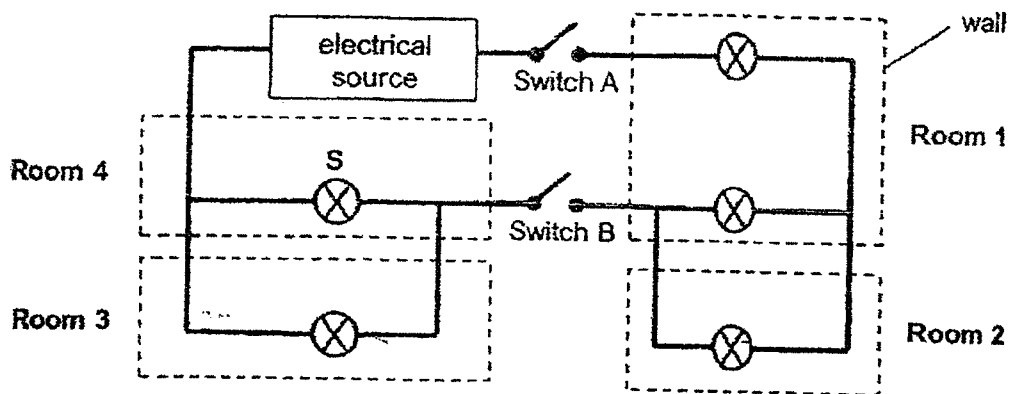 wall
electrical
source
Switch A
Room 1
Room 4
S
Switch B
Room 3
Room 2